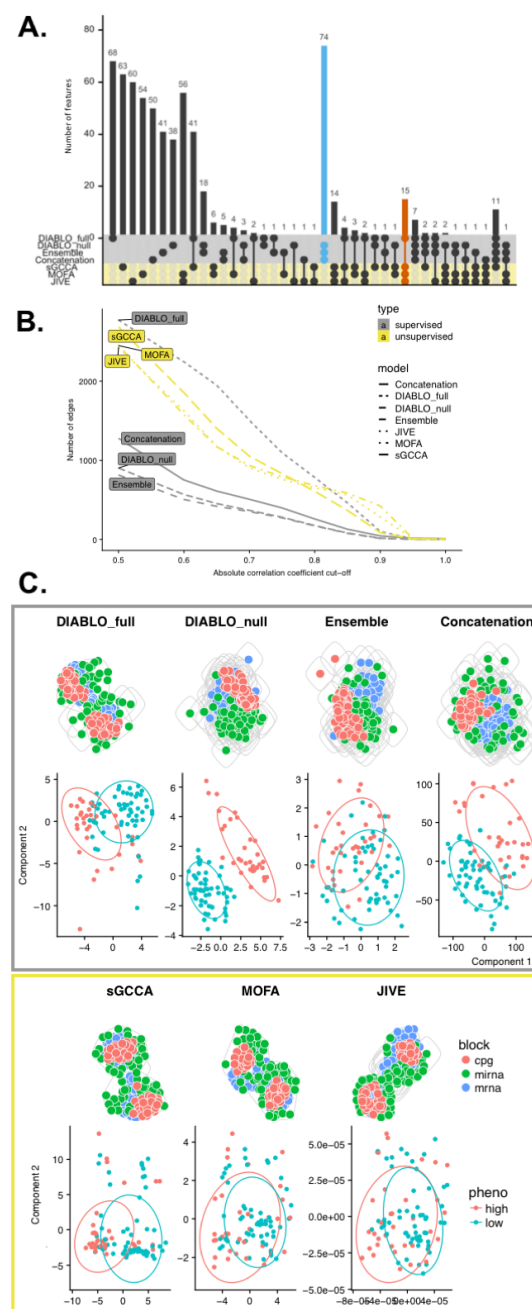 A.
74
80
68
63
60
60
56
54
50
41
38
41
40
Number of features
18
20
14
15
11
6
5
4
3
2
1
1
1
1
1
1
4
3
2
1
1
1
7
2
2
2
1
1
1
1
1
0
DIABLO_full
DIABLO_null
Ensemble
Concatenation
sGCCA
MOFA
JIVE
B.
type
DIABLO_full
a supervised
sGCCA
a unsupervised
JIVE
MOFA
2000
model
Concatenation
DIABLO_full
DIABLO_null
Ensemble
JIVE
MOFA
sGCCA
Number of edges
Concatenation
1000
DIABLO_null
Ensemble
0
0.5 0.6 0.7 0.8 0.9 1.0
Absolute correlation coefficient cut-off
C.
DIABLO_full DIABLO_null Ensemble Concatenation
Component 2
5
0
-5
-10
6
4
2
0
-2
-4
3
2
1
0
-1
-2
100
50
0
-50
-4 0 4
-5.0 -2.5 0.0 2.5 5.0 7.5
-3 -2 -1 0 1 2
-100 0 100
Component 1
sGCCA MOFA JIVE
block
cpg
mirna
mrna
Component 2
10
5
0
-5
4
2
0
-2
5.0e-05
2.5e-05
0.0e+00
-2.5e-05
-5.0e-05
pheno
high
low
-10 -5 0 5
-4 0 4